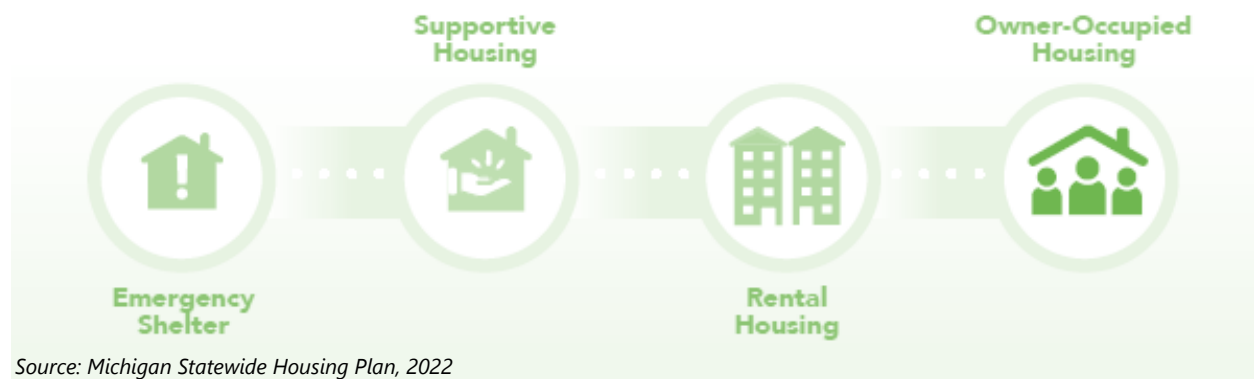 Supportive
Housing
Owner-Occupied
Housing
Emergency
Shelter
Rental
Housing
Source: Michigan Statewide Housing Plan, 2022